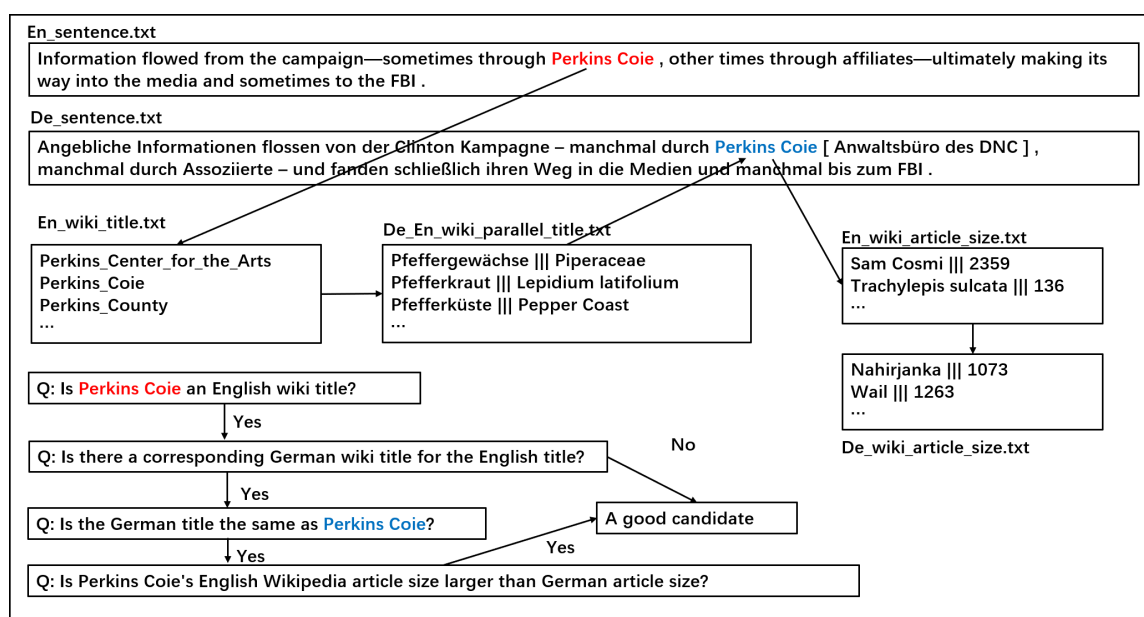 En_sentence.txt
Information flowed from the campaign—sometimes through Perkins Coie , other times through affiliates—ultimately making its
way into the media and sometimes to the FBI .
De_sentence.txt
Angebliche Informationen flossen von der Clinton Kampagne – manchmal durch Perkins Coie [ Anwaltsbüro des DNC ] ,
manchmal durch Assoziierte – und fanden schließlich ihren Weg in die Medien und manchmal bis zum FBI .
En_wiki_title.txt
Perkins_Center_for_the_Arts
Perkins_Coie
Perkins_County
...
De_En_wiki_parallel_title.txt
Pfeffergewächse ||| Piperaceae
Pfefferkraut ||| Lepidium latifolium
Pfefferküste ||| Pepper Coast
...
En_wiki_article_size.txt
Sam Cosmi ||| 2359
Trachylepis sulcata ||| 136
...
Nahirjanka ||| 1073
Wail ||| 1263
...
De_wiki_article_size.txt
Q: Is Perkins Coie an English wiki title?
Yes
Q: Is there a corresponding German wiki title for the English title?
No
Yes
Q: Is the German title the same as Perkins Coie?
A good candidate
Yes
Yes
Q: Is Perkins Coie's English Wikipedia article size larger than German article size?